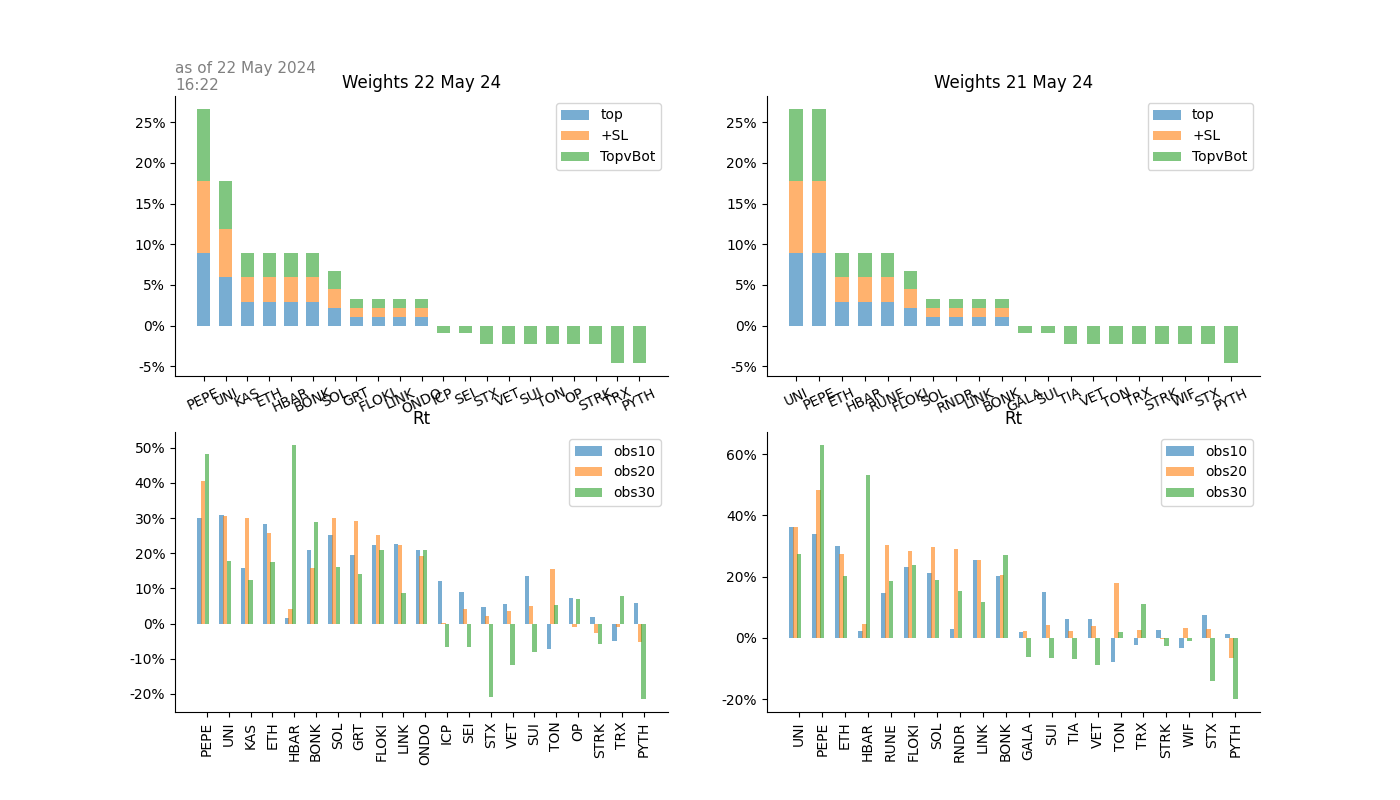 as of 22 May 2024
16:22
Weights 22 May 24
25%
20%
15%
10%
5%
0%
-5%
top
+SL
TopvBot
PEPE UNI KAS ETH HBAR BONK SOL GRT FLOKI LINK ONDO ICP SEI STX VET SUI TON OP STRK TRX PYTH
Weights 21 May 24
25%
20%
15%
10%
5%
0%
-5%
top
+SL
TopvBot
UNI PEPE ETH HBAR RUNE FLOKI SOL RNDR LINK BONK GALA SUI TIA VET TON TRX STRK WIF STX PYTH
Rt
50%
40%
30%
20%
10%
0%
-10%
-20%
obs10
obs20
obs30
PEPE UNI KAS ETH HBAR BONK SOL GRT FLOKI LINK ONDO ICP SEI STX VET SUI TON OP STRK TRX PYTH
Rt
60%
40%
20%
0%
-20%
obs10
obs20
obs30
UNI PEPE ETH HBAR RUNE FLOKI SOL RNDR LINK BONK GALA SUI TIA VET TON TRX STRK WIF STX PYTH